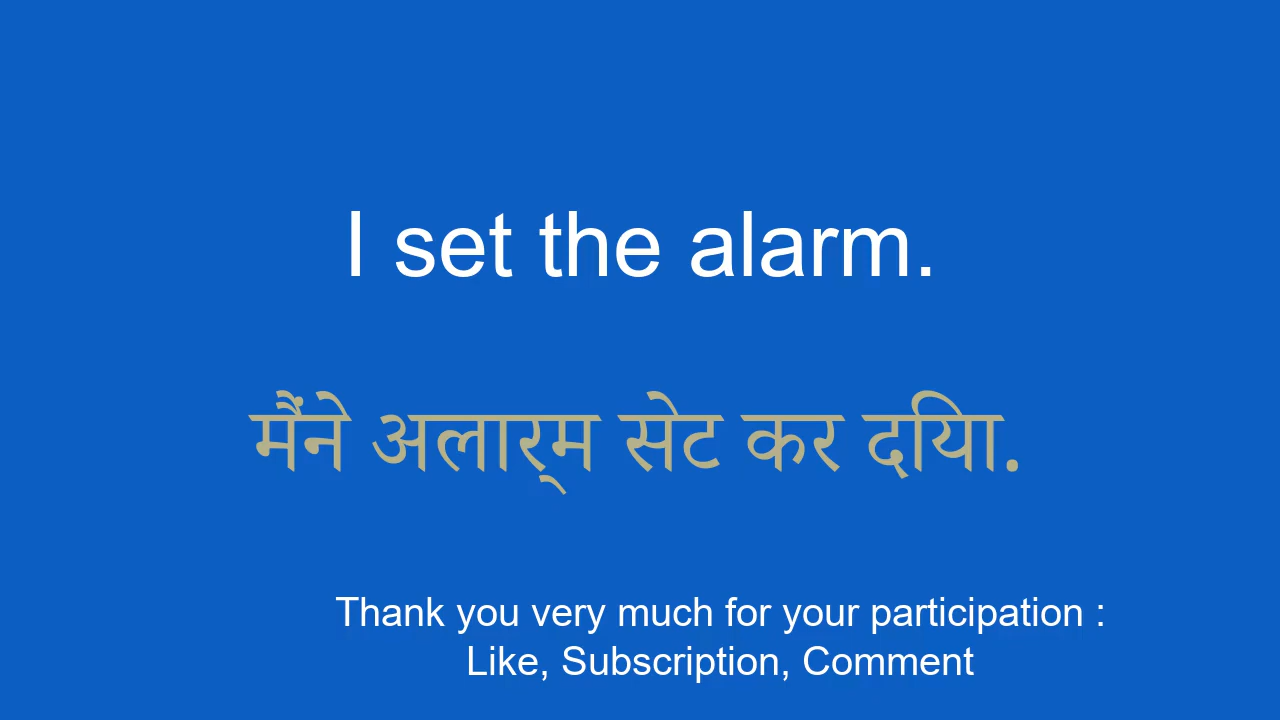 I set the alarm.
मैंने अलार्म सेट कर दिया.
Thank you very much for your participation :
Like, Subscription, Comment